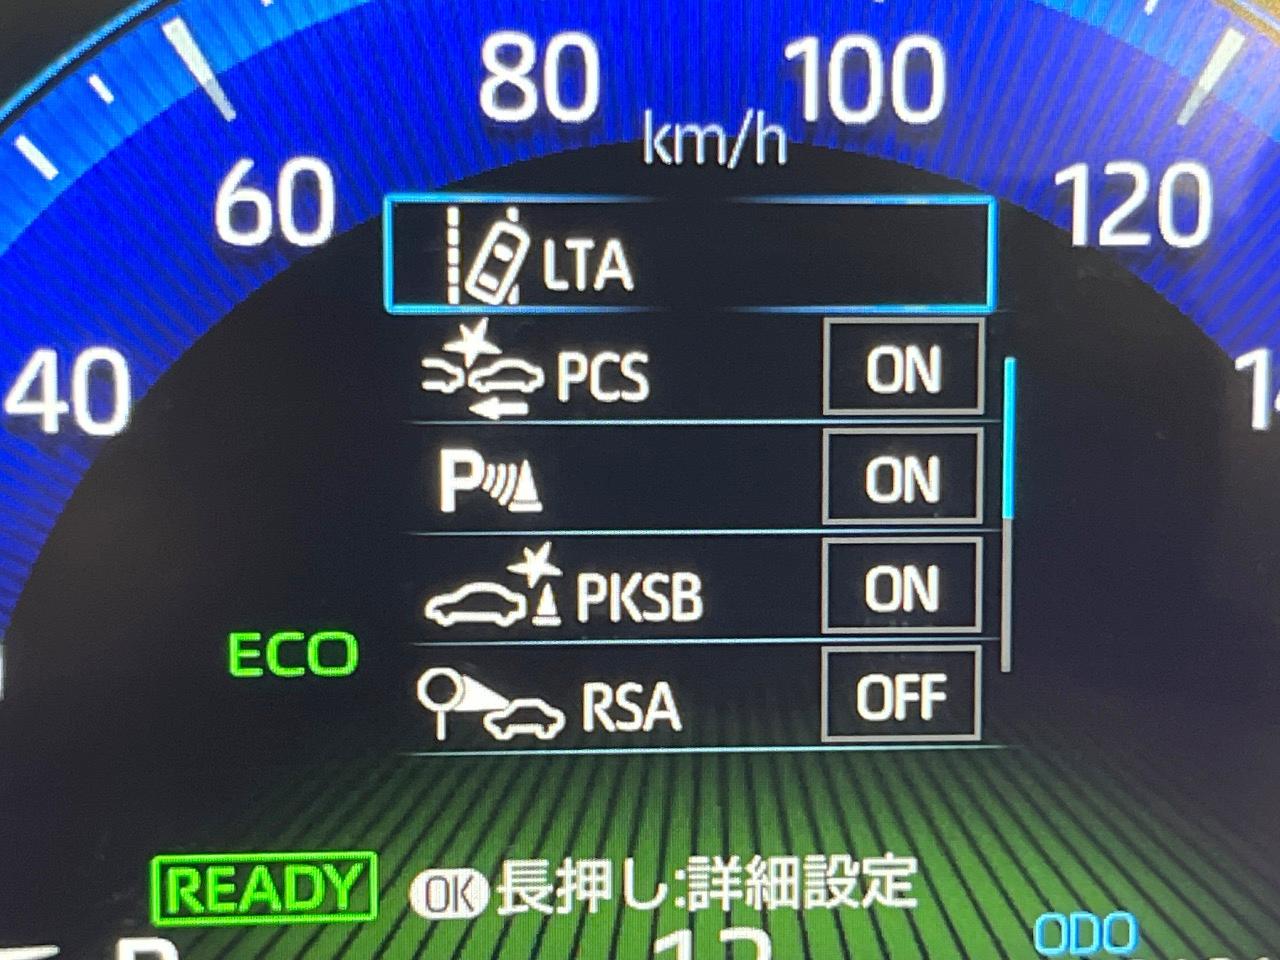 80
100
km/h
60
120
40
LTA
PCS ON
P ON
PKSB ON
RSA OFF
ECO
READY
OK 長押し:詳細設定
ODO